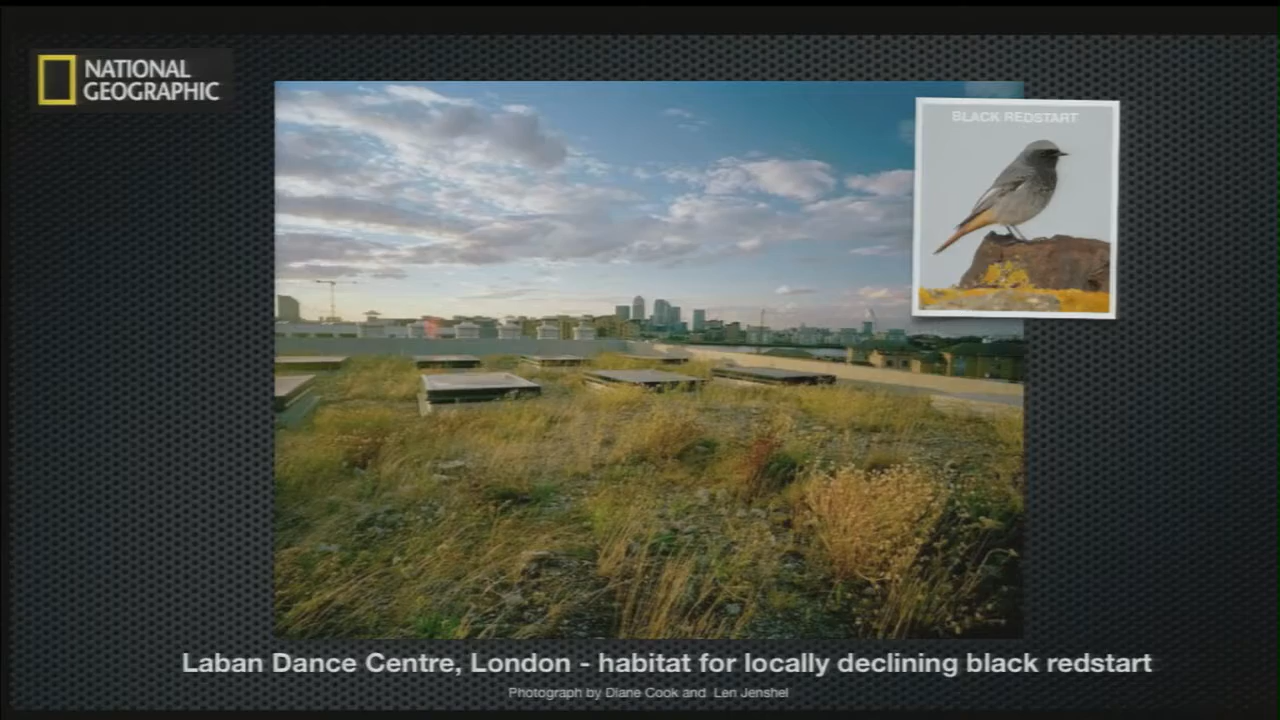 NATIONAL
GEOGRAPHIC
BLACK REDSTART
Laban Dance Centre, London - habitat for locally declining black redstart
Photograph by Diane Cook and Len Jenshel